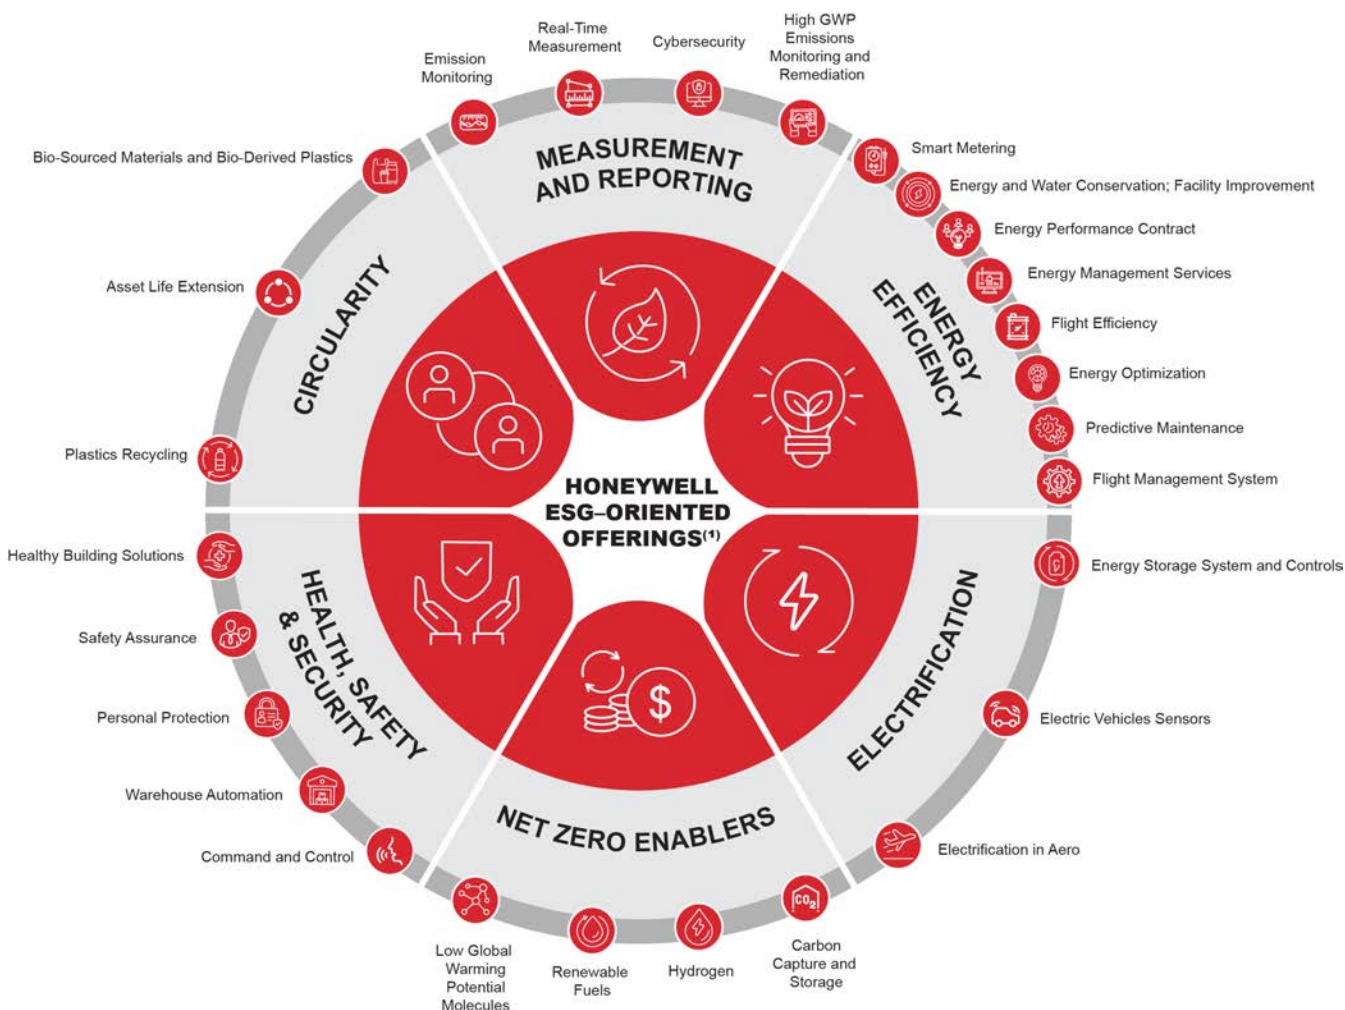 HONEYWELL
ESG–ORIENTED
OFFERINGS(1)
MEASUREMENT
AND REPORTING
Emission
Monitoring
Real-Time
Measurement
Cybersecurity
High GWP
Emissions
Monitoring and
Remediation
ENERGY
EFFICIENCY
Smart Metering
Energy and Water Conservation; Facility Improvement
Energy Performance Contract
Energy Management Services
Flight Efficiency
Energy Optimization
Predictive Maintenance
Flight Management System
ELECTRIFICATION
Energy Storage System and Controls
Electric Vehicles Sensors
Electrification in Aero
NET ZERO ENABLERS
$
CO2
Carbon
Capture and
Storage
Hydrogen
Renewable
Fuels
Low Global
Warming
Potential
Molecules
HEALTH, SAFETY
& SECURITY
Healthy Building Solutions
Safety Assurance
Personal Protection
Warehouse Automation
Command and Control
CIRCULARITY
Bio-Sourced Materials and Bio-Derived Plastics
Asset Life Extension
Plastics Recycling